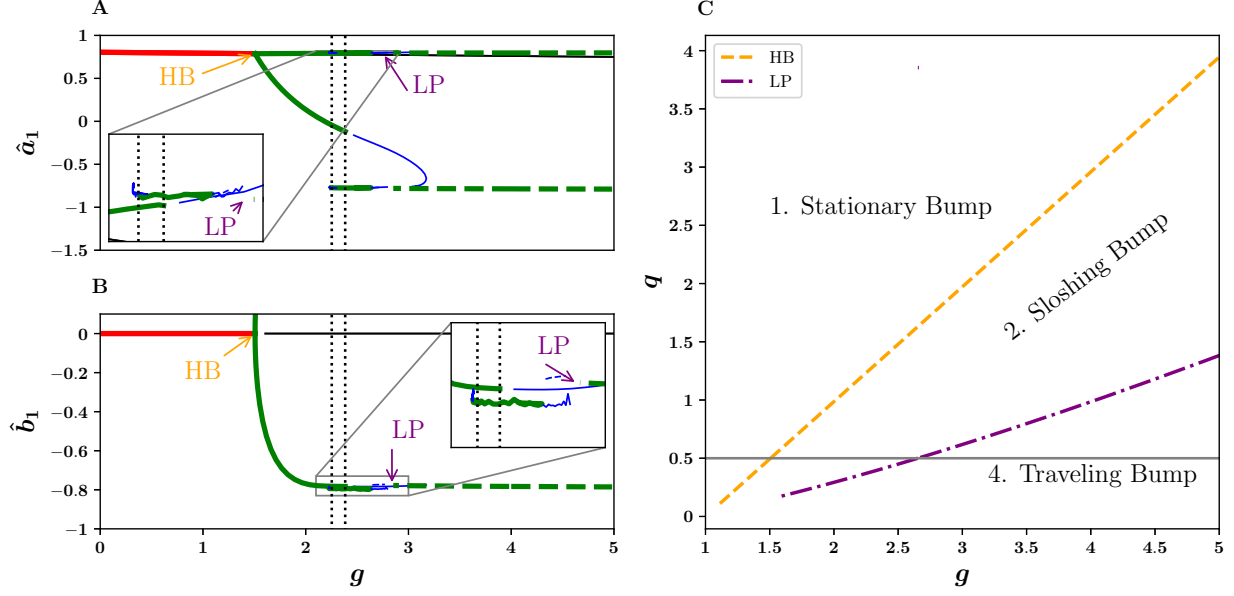 A
1
0.5
0
−0.5
−1
−1.5
â₁
HB
LP
LP
B
0
−0.2
−0.4
−0.6
−0.8
−1
b̂₁
HB
LP
LP
0
1
2
3
4
5
g
C
4
3.5
3
2.5
2
1.5
1
0.5
0
q
HB
LP
1. Stationary Bump
2. Sloshing Bump
4. Traveling Bump
1
1.5
2
2.5
3
3.5
4
4.5
5
g